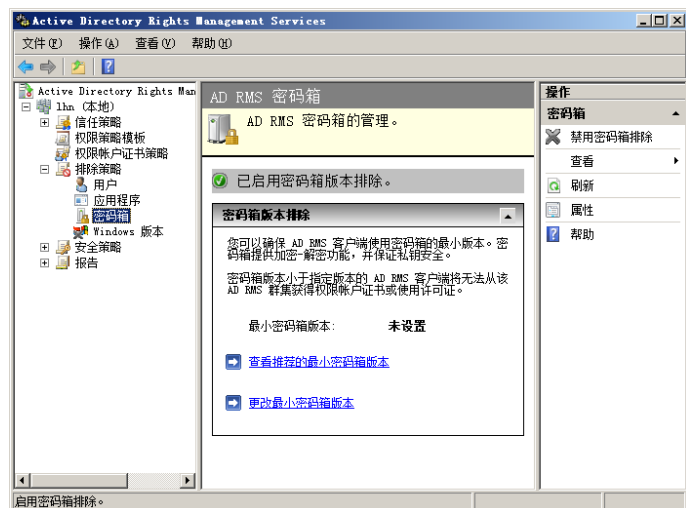 Active Directory Rights Management Services
文件(F) 操作(A) 查看(V) 帮助(H)
Active Directory Rights Man
lhn (本地)
信任策略
权限策略模板
权限帐户证书策略
排除策略
用户
应用程序
密码箱
Windows 版本
安全策略
报告
AD RMS 密码箱
AD RMS 密码箱的管理。
已启用密码箱版本排除。
密码箱版本排除
您可以确保 AD RMS 客户端使用密码箱的最小版本。密
码箱提供加密-解密功能，并保证私钥安全。
密码箱版本小于指定版本的 AD RMS 客户端将无法从该
AD RMS 群集获得权限帐户证书或使用许可证。
最小密码箱版本: 未设置
查看推荐的最小密码箱版本
更改最小密码箱版本
操作
密码箱
禁用密码箱排除
查看
刷新
属性
帮助
启用密码箱排除。